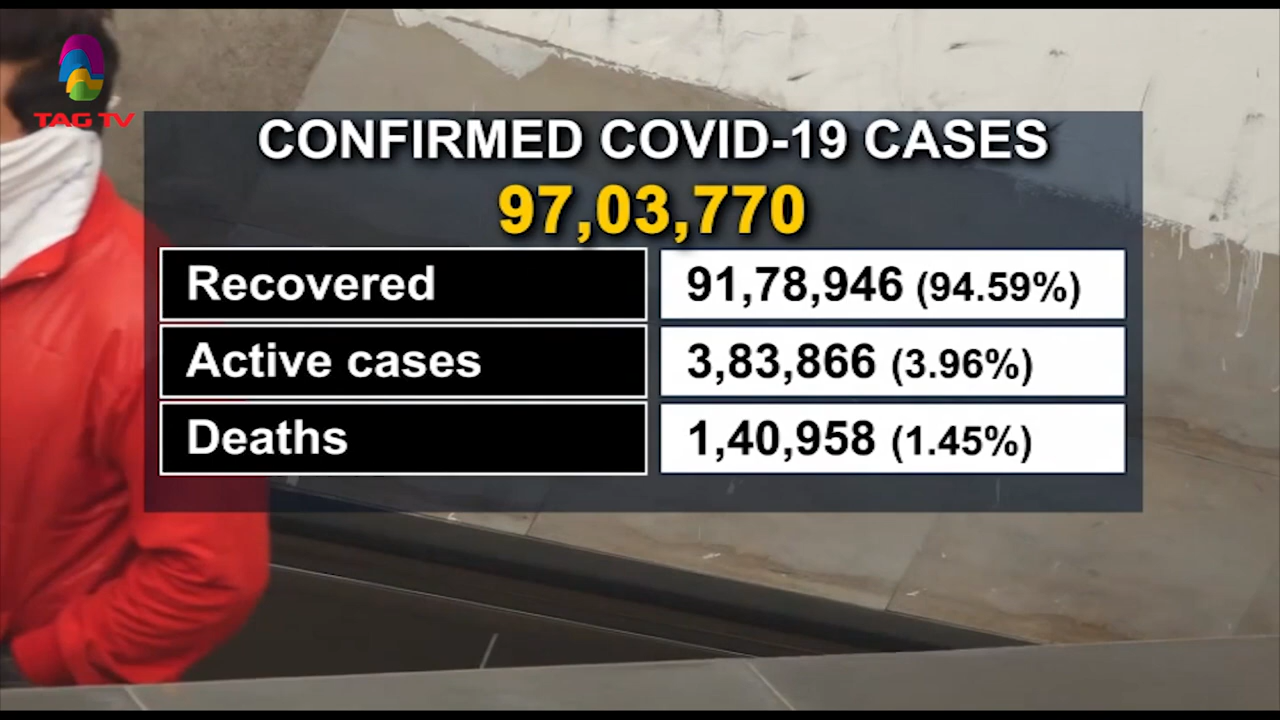 TAG TV
CONFIRMED COVID-19 CASES
97,03,770
Recovered 91,78,946 (94.59%)
Active cases 3,83,866 (3.96%)
Deaths 1,40,958 (1.45%)